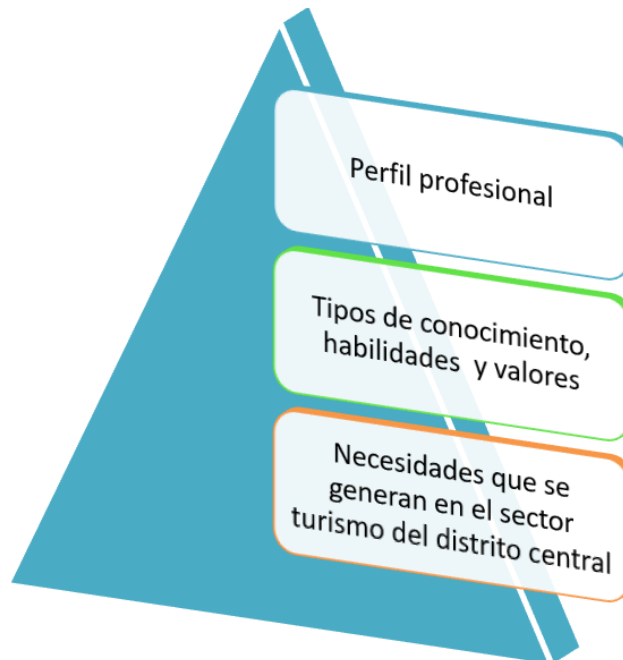 Perfil profesional
Tipos de conocimiento,
habilidades y valores
Necesidades que se
generan en el sector
turismo del distrito central